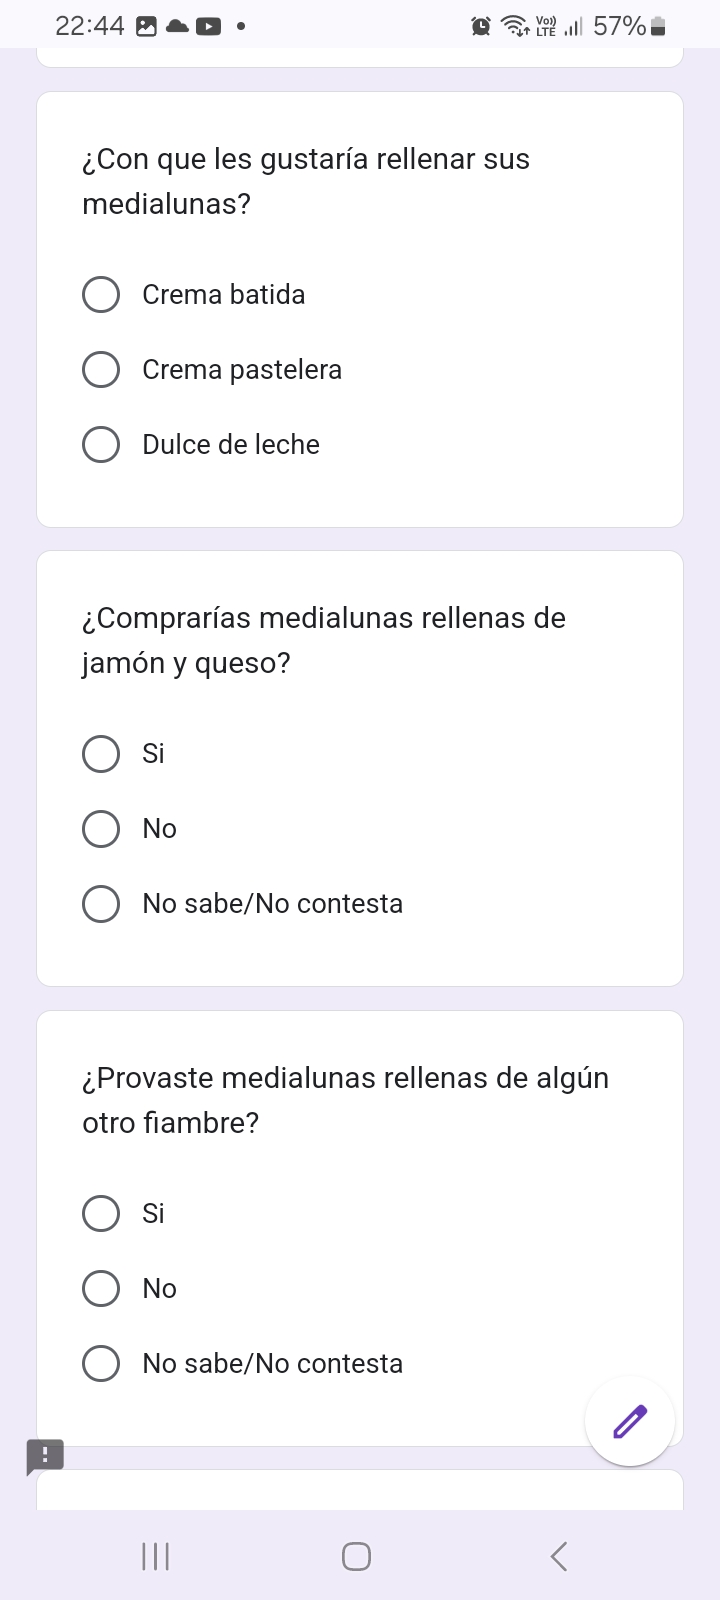 22:44
Vo))
LTE
57%
¿Con que les gustaría rellenar sus
medialunas?
Crema batida
Crema pastelera
Dulce de leche
¿Comprarías medialunas rellenas de
jamón y queso?
Si
No
No sabe/No contesta
¿Provaste medialunas rellenas de algún
otro fiambre?
Si
No
No sabe/No contesta